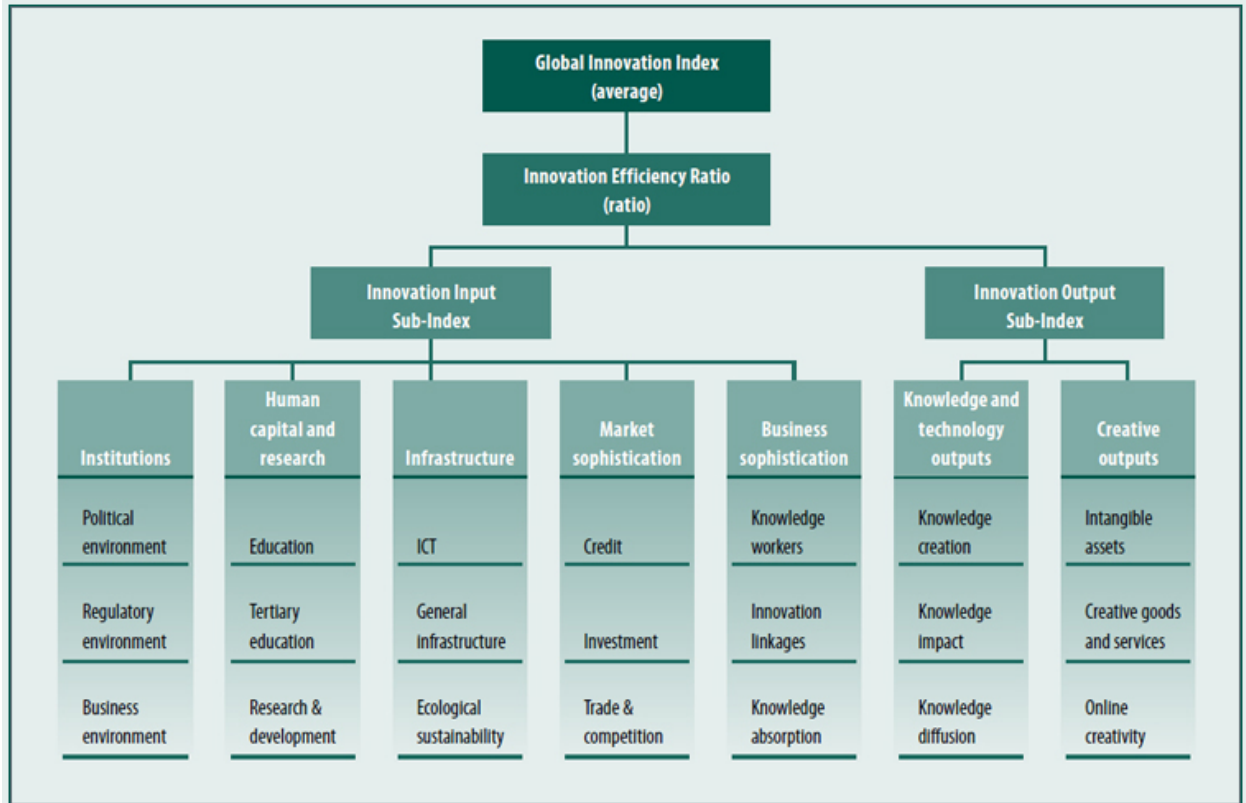 Global Innovation Index
(average)
Innovation Efficiency Ratio
(ratio)
Innovation Input
Sub-Index
Innovation Output
Sub-Index
Institutions
Human
capital and
research
Infrastructure
Market
sophistication
Business
sophistication
Knowledge and
technology
outputs
Creative
outputs
Political
environment
Education
ICT
Credit
Knowledge
workers
Knowledge
creation
Intangible
assets
Regulatory
environment
Tertiary
education
General
infrastructure
Investment
Innovation
linkages
Knowledge
impact
Creative goods
and services
Business
environment
Research &
development
Ecological
sustainability
Trade &
competition
Knowledge
absorption
Knowledge
diffusion
Online
creativity